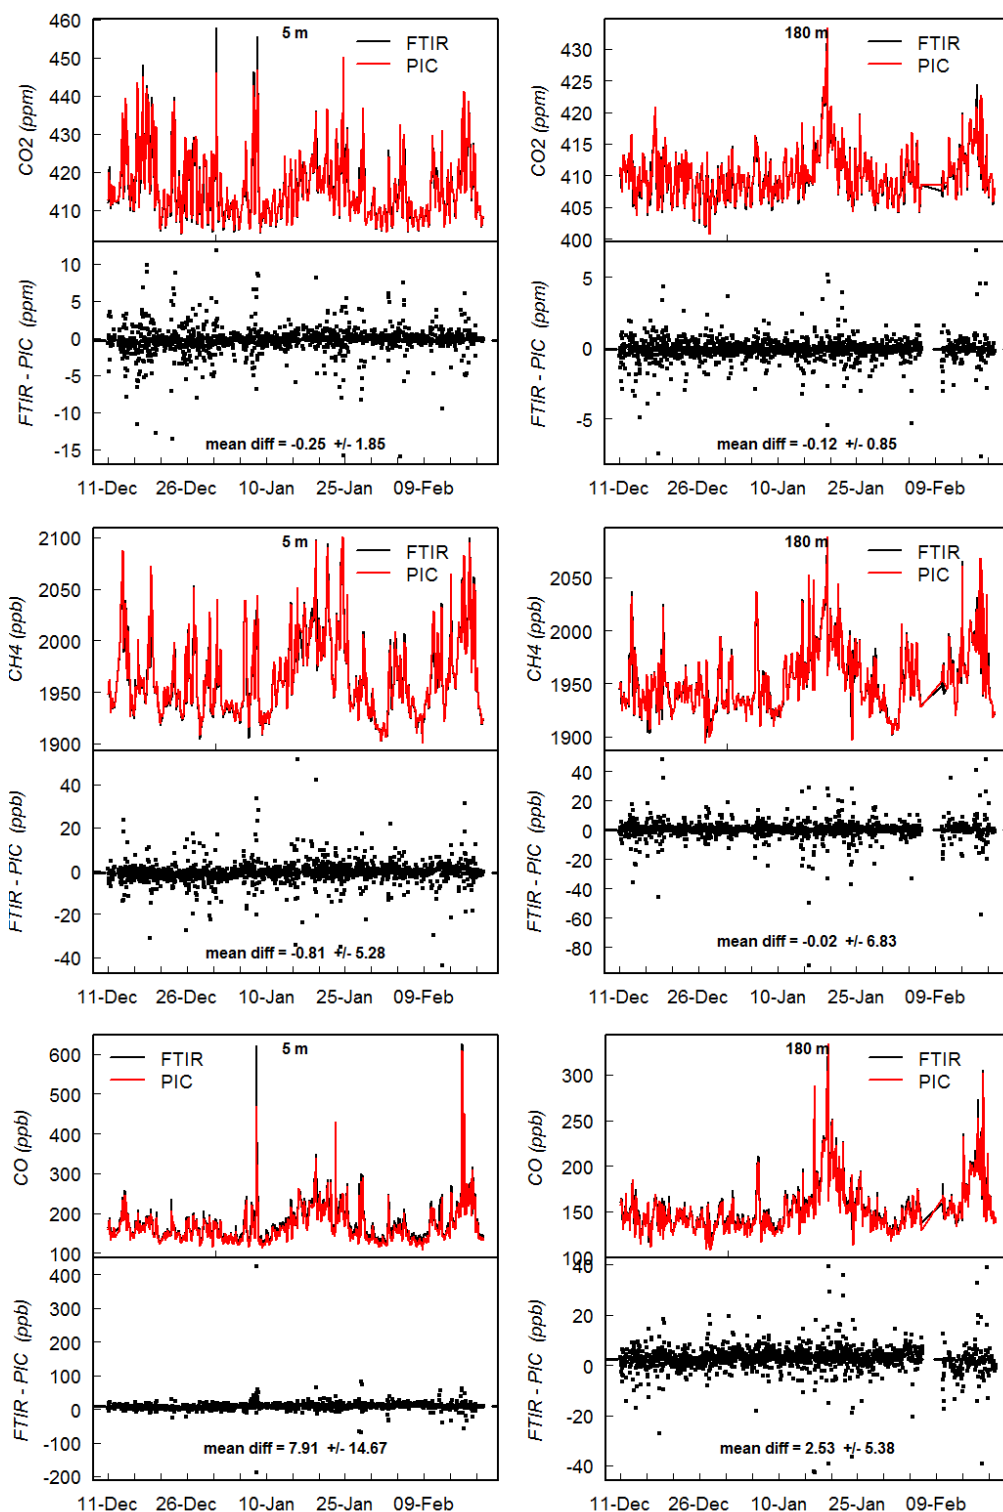 460
450
440
430
420
410
CO2 (ppm)
5 m
FTIR
PIC
10
5
0
-5
-10
-15
FTIR - PIC (ppm)
mean diff = -0.25 +/- 1.85
11-Dec 26-Dec 10-Jan 25-Jan 09-Feb
430
425
420
415
410
405
400
CO2 (ppm)
180 m
FTIR
PIC
5
0
-5
FTIR - PIC (ppm)
mean diff = -0.12 +/- 0.85
11-Dec 26-Dec 10-Jan 25-Jan 09-Feb
2100
2050
2000
1950
1900
CH4 (ppb)
5 m
FTIR
PIC
40
20
0
-20
-40
FTIR - PIC (ppb)
mean diff = -0.81 +/- 5.28
11-Dec 26-Dec 10-Jan 25-Jan 09-Feb
2050
2000
1950
1900
CH4 (ppb)
180 m
FTIR
PIC
40
20
0
-20
-40
-60
-80
FTIR - PIC (ppb)
mean diff = -0.02 +/- 6.83
11-Dec 26-Dec 10-Jan 25-Jan 09-Feb
600
500
400
300
200
100
CO (ppb)
FTIR
PIC
5 m
400
300
200
100
0
-100
-200
FTIR - PIC (ppb)
mean diff = 7.91 +/- 14.67
11-Dec 26-Dec 10-Jan 25-Jan 09-Feb
300
250
200
150
100
CO (ppb)
180 m
FTIR
PIC
40
20
0
-20
-40
FTIR - PIC (ppb)
mean diff = 2.53 +/- 5.38
11-Dec 26-Dec 10-Jan 25-Jan 09-Feb